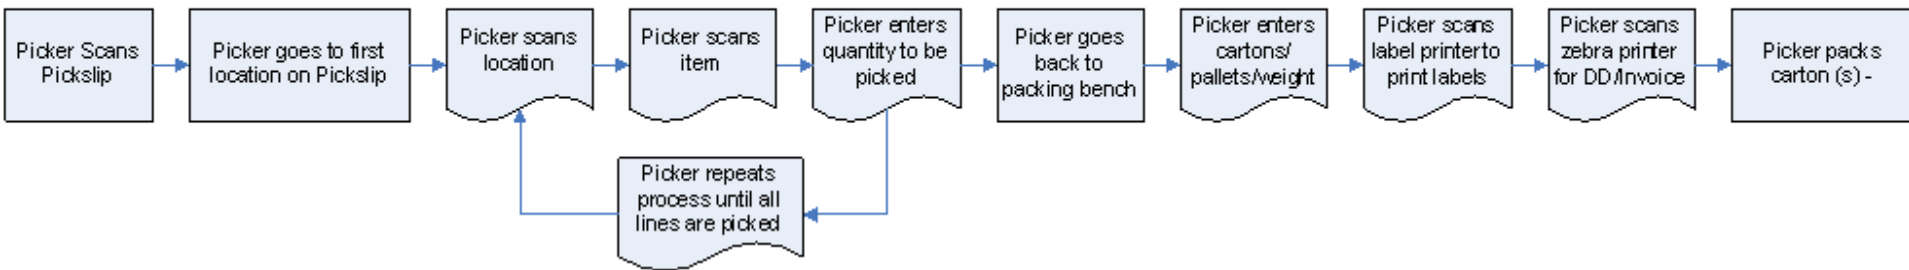 Picker Scans
Pickslip
Picker goes to first
location on Pickslip
Picker scans
location
Picker scans
item
Picker enters
quantity to be
picked
Picker goes
back to
packing bench
Picker enters
cartons/
pallets/weight
Picker scans
label printer to
print labels
Picker scans
zebra printer
for DD/Invoice
Picker packs
carton (s) -
Picker repeats
process until all
lines are picked